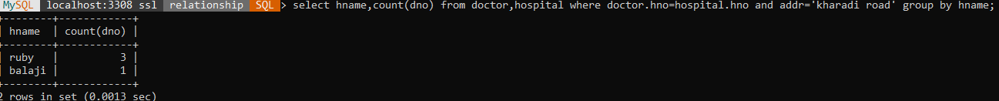 MySQL localhost:3308 ssl relationship SQL > select hname,count(dno) from doctor,hospital where doctor.hno=hospital.hno and addr='kharadi road' group by hname;
+--------+------------+
| hname  | count(dno) |
+--------+------------+
| ruby   |          3 |
| balaji |          1 |
+--------+------------+
2 rows in set (0.0013 sec)